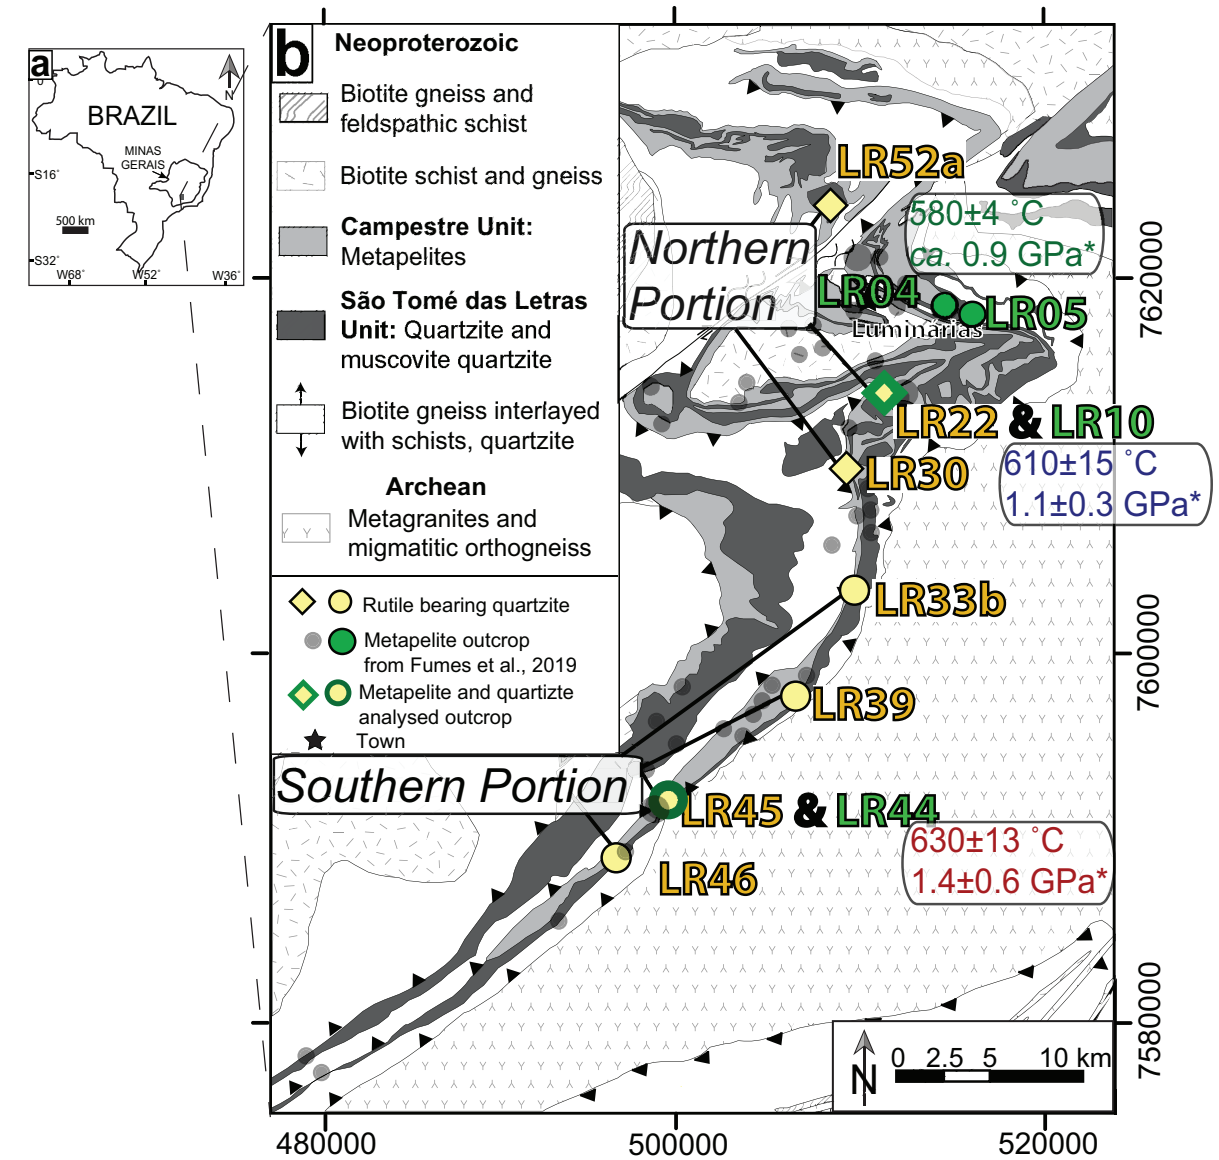 a
0°
N
BRAZIL
MINAS
GERAIS
S16°
500 km
S32°
W68°
W52°
W36°
b
Neoproterozoic
Biotite gneiss and
feldspathic schist
Biotite schist and gneiss
Campestre Unit:
Metapelites
São Tomé das Letras
Unit: Quartzite and
muscovite quartzite
Biotite gneiss interlayed
with schists, quartzite
Archean
Metagranites and
migmatitic orthogneiss
Rutile bearing quartzite
Metapelite outcrop
from Fumes et al., 2019
Metapelite and quartizte
analysed outcrop
Town
LR52a
580±4 °C
ca. 0.9 GPa*
Northern
Portion
LR04
LR05
Luminárias
LR22 & LR10
LR30
610±15 °C
1.1±0.3 GPa*
LR33b
LR39
Southern Portion
LR45 & LR44
LR46
630±13 °C
1.4±0.6 GPa*
N
0 2.5 5 10 km
7620000
7600000
7580000
480000
500000
520000